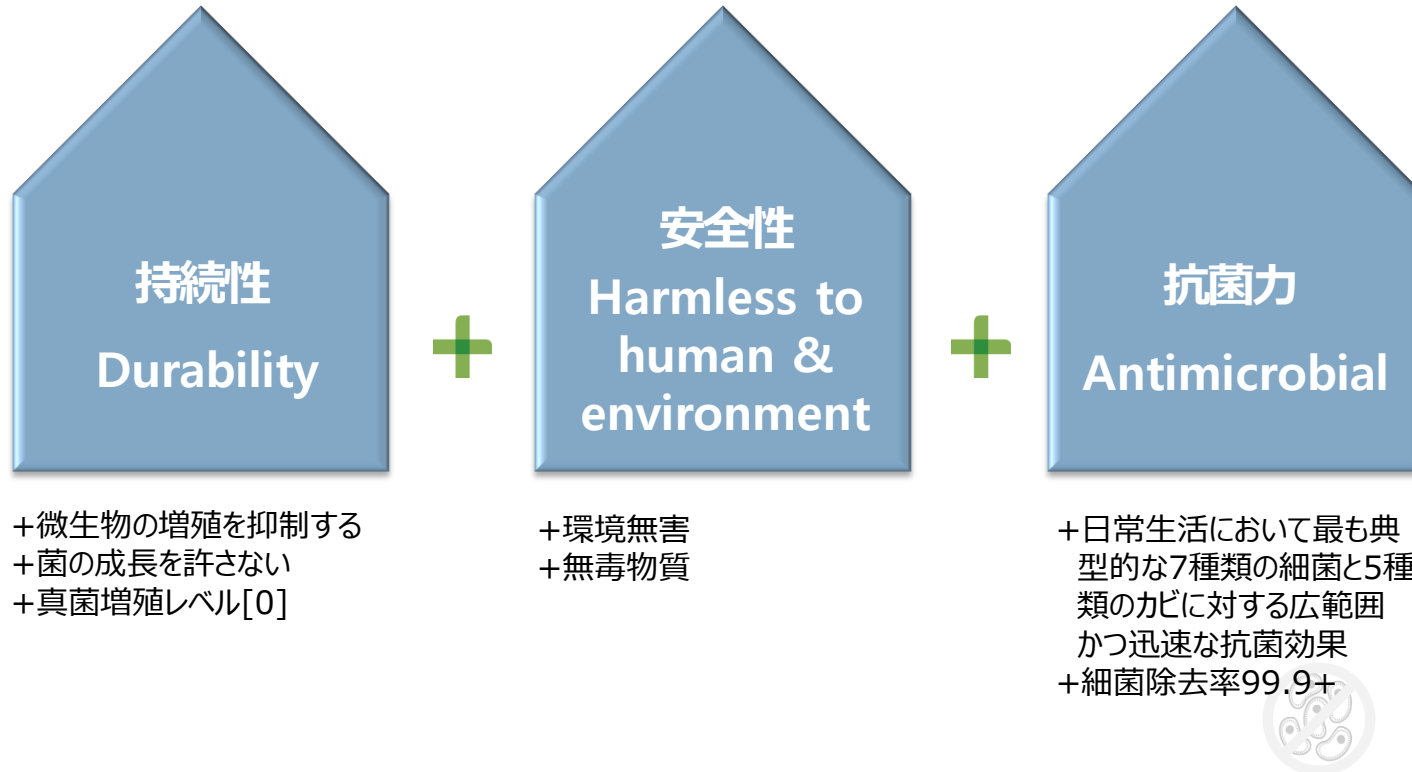 持続性
Durability
安全性
Harmless to
human &
environment
抗菌力
Antimicrobial
+微生物の増殖を抑制する
+菌の成長を許さない
+真菌増殖レベル[0]
+環境無害
+無毒物質
+日常生活において最も典
型的な7種類の細菌と5種
類のカビに対する広範囲
かつ迅速な抗菌効果
+細菌除去率99.9+